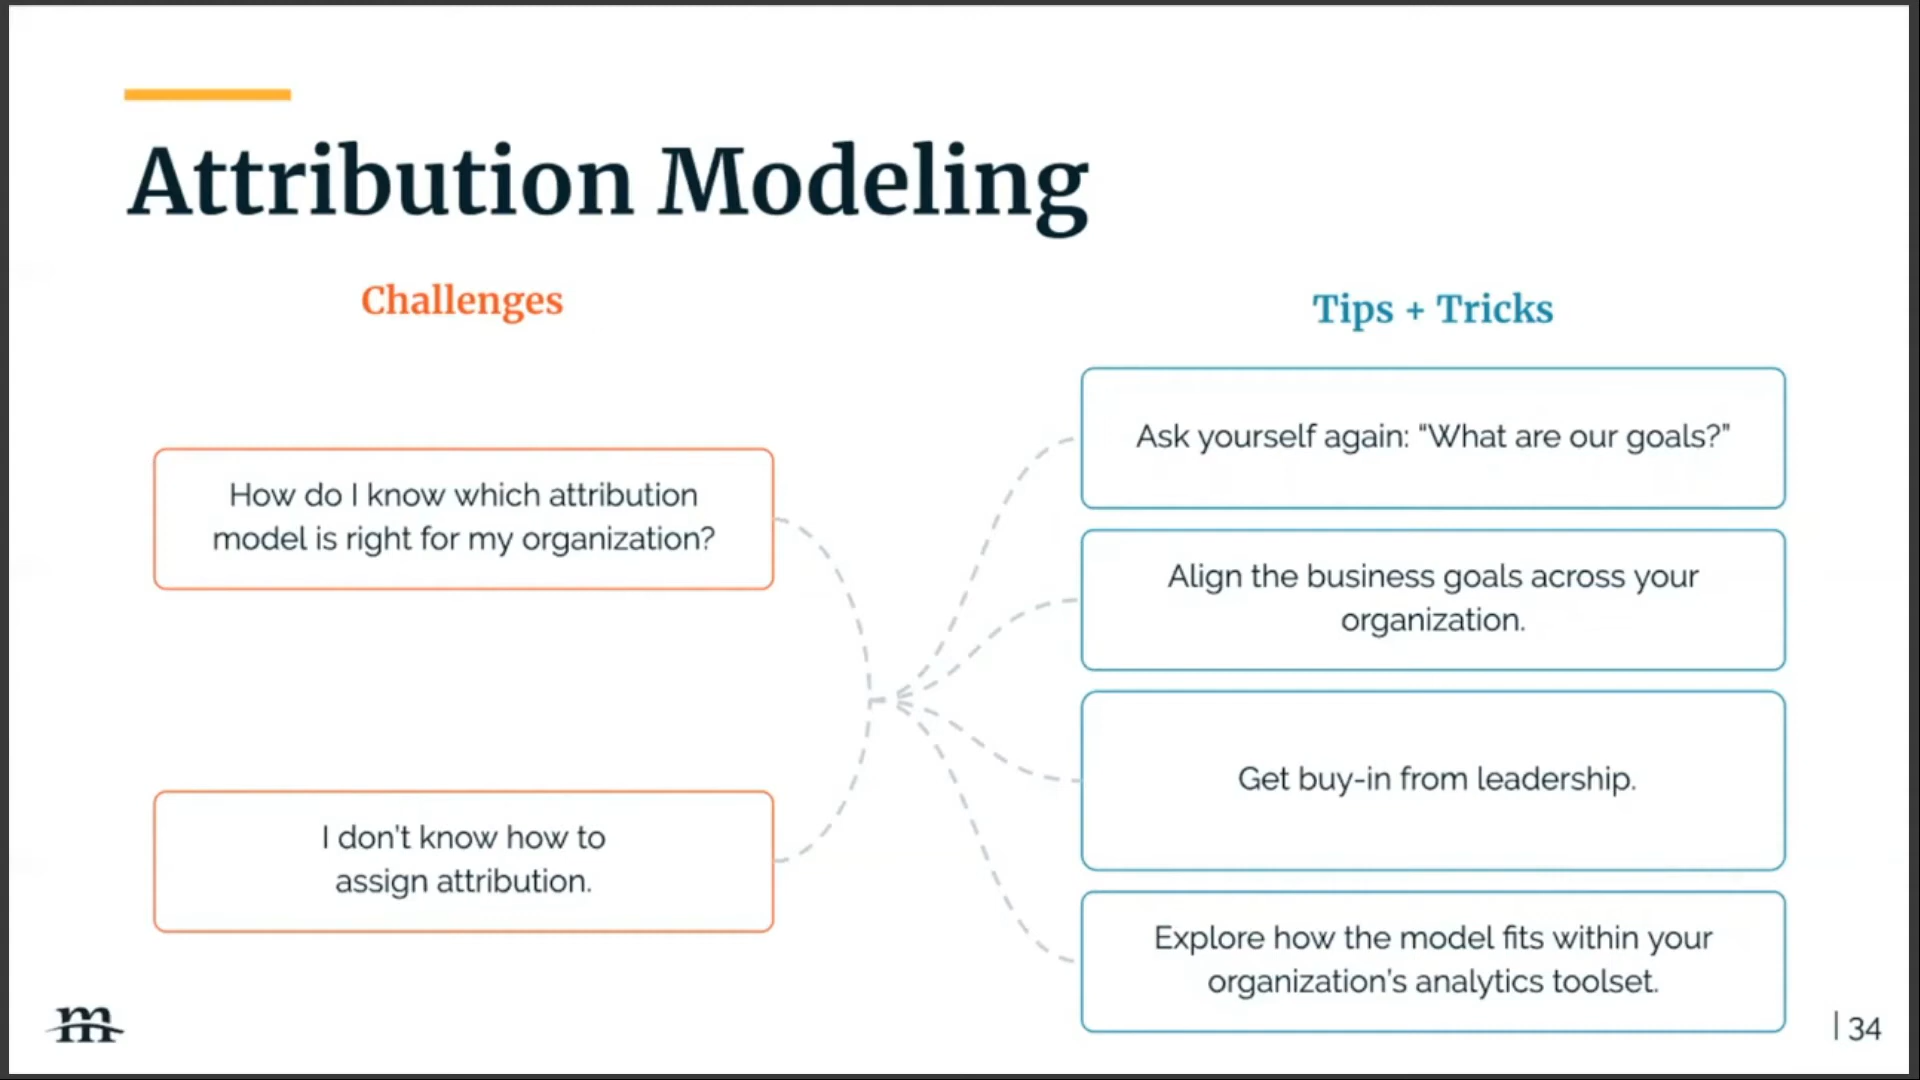 Attribution Modeling
Challenges
How do I know which attribution
model is right for my organization?
I don't know how to
assign attribution.
Tips + Tricks
Ask yourself again: “What are our goals?”
Align the business goals across your
organization.
Get buy-in from leadership.
Explore how the model fits within your
organization's analytics toolset.
m
| 34